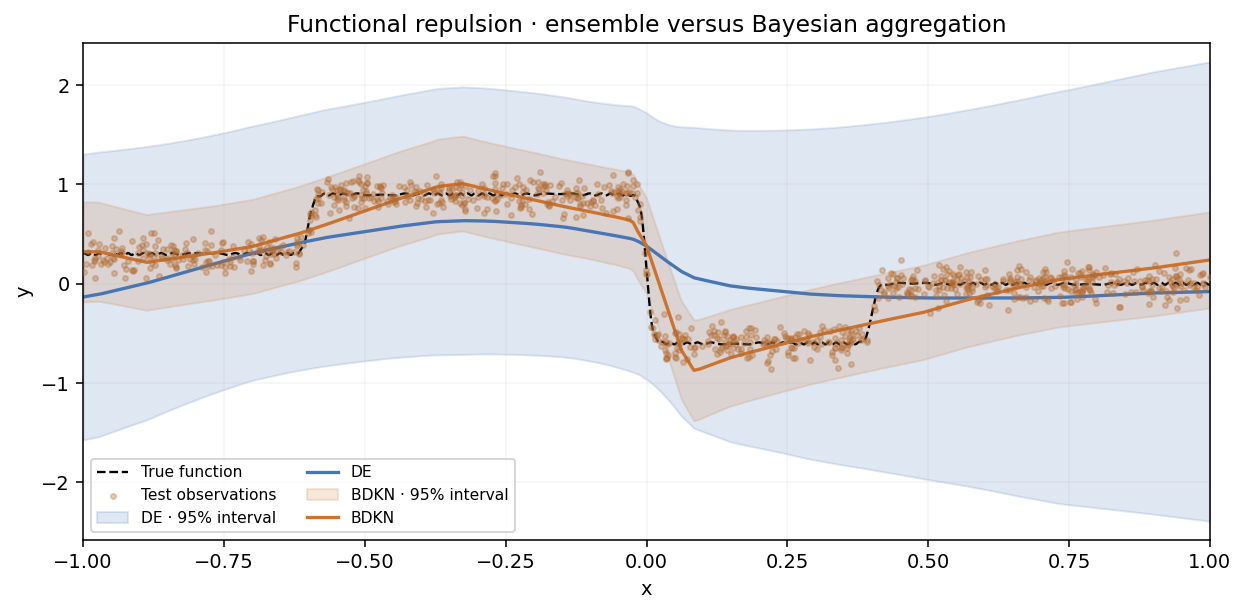 Functional repulsion · ensemble versus Bayesian aggregation
y
2
1
0
−1
−2
True function
Test observations
DE · 95% interval
DE
BDKN · 95% interval
BDKN
−1.00 −0.75 −0.50 −0.25 0.00 0.25 0.50 0.75 1.00
x